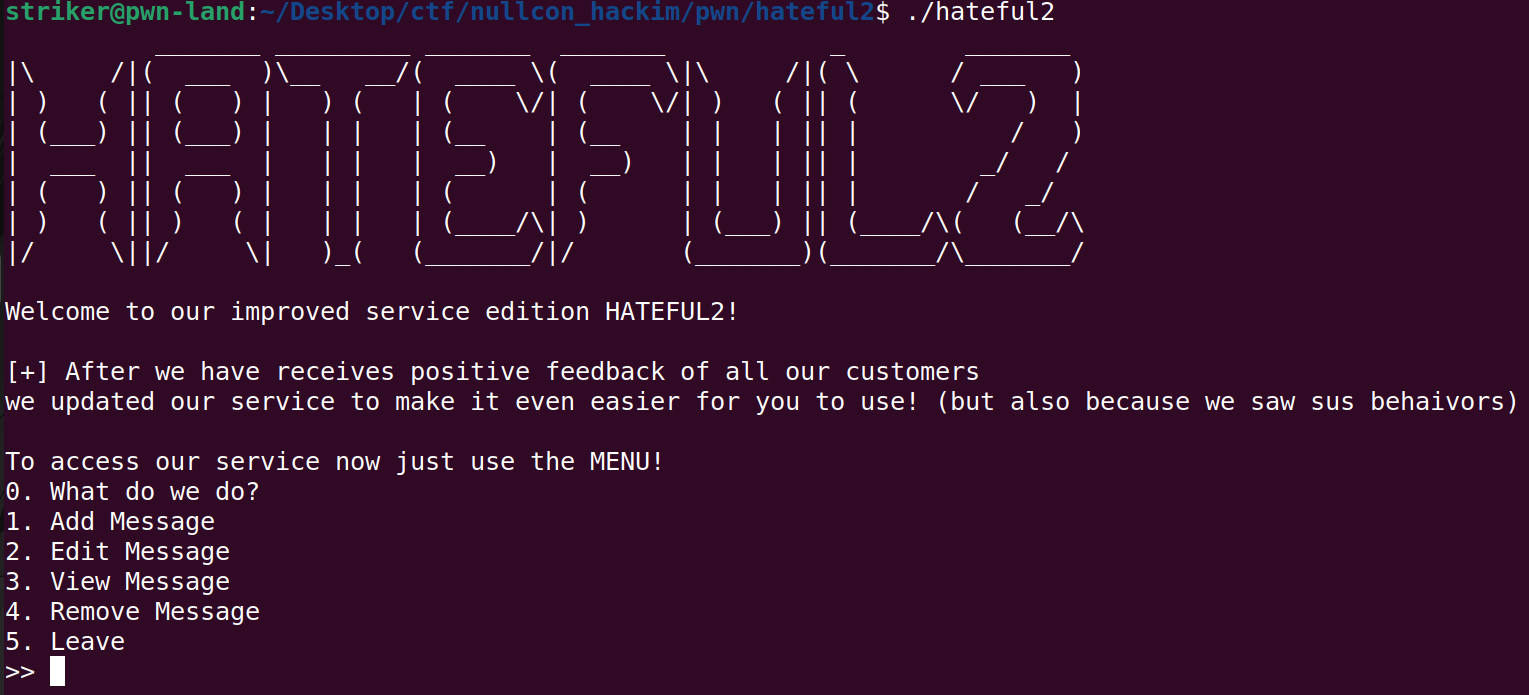 striker@pwn-land:~/Desktop/ctf/nullcon_hackim/pwn/hateful2$ ./hateful2
HATEFUL2
Welcome to our improved service edition HATEFUL2!
[+] After we have receives positive feedback of all our customers
we updated our service to make it even easier for you to use! (but also because we saw sus behaivors)
To access our service now just use the MENU!
0. What do we do?
1. Add Message
2. Edit Message
3. View Message
4. Remove Message
5. Leave
>>